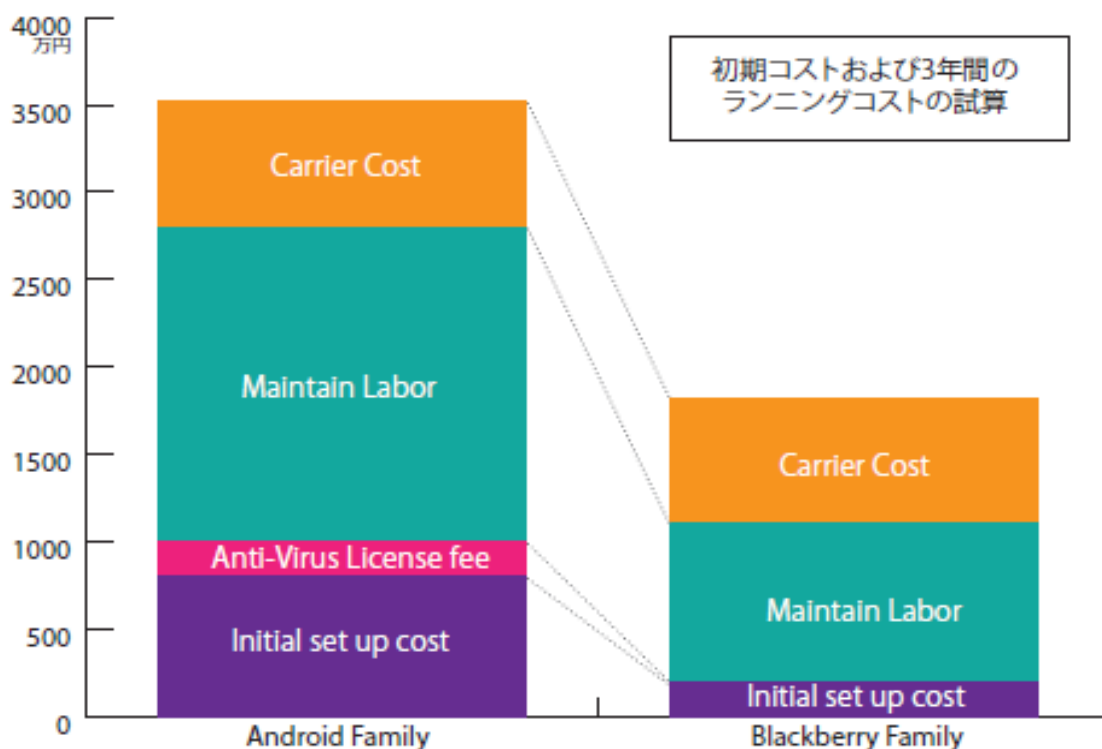 4000
万円
3500
3000
2500
2000
1500
1000
500
0
初期コストおよび3年間の
ランニングコストの試算
Carrier Cost
Maintain Labor
Anti-Virus License fee
Initial set up cost
Carrier Cost
Maintain Labor
Initial set up cost
Android Family
Blackberry Family